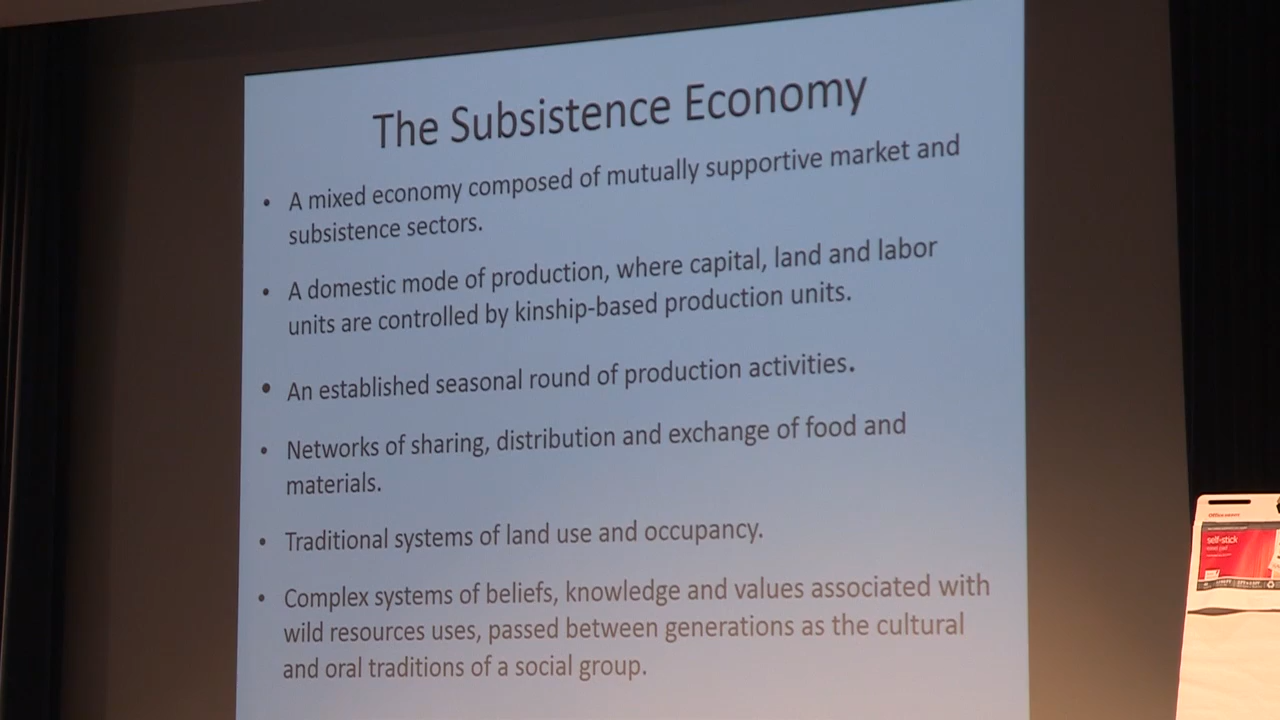 The Subsistence Economy
• A mixed economy composed of mutually supportive market and
subsistence sectors.
• A domestic mode of production, where capital, land and labor
units are controlled by kinship-based production units.
• An established seasonal round of production activities.
• Networks of sharing, distribution and exchange of food and
materials.
• Traditional systems of land use and occupancy.
• Complex systems of beliefs, knowledge and values associated with
wild resources uses, passed between generations as the cultural
and oral traditions of a social group.
self-stick